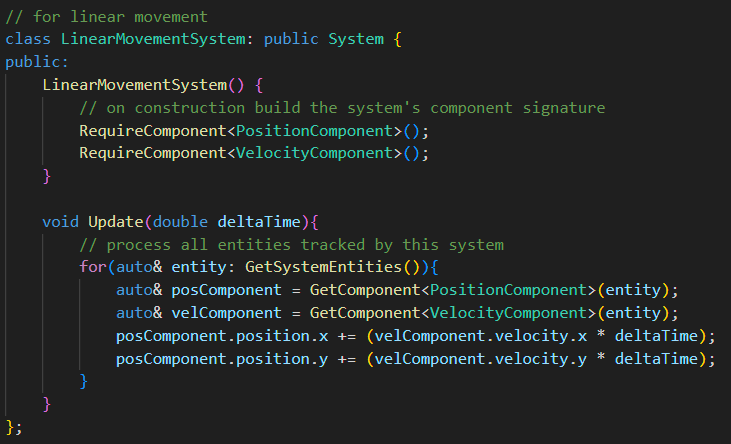 // for linear movement
class LinearMovementSystem: public System {
public:
    LinearMovementSystem() {
        // on construction build the system's component signature
        RequireComponent<PositionComponent>();
        RequireComponent<VelocityComponent>();
    }

    void Update(double deltaTime){
        // process all entities tracked by this system
        for(auto& entity: GetSystemEntities()){
            auto& posComponent = GetComponent<PositionComponent>(entity);
            auto& velComponent = GetComponent<VelocityComponent>(entity);
            posComponent.position.x += (velComponent.velocity.x * deltaTime);
            posComponent.position.y += (velComponent.velocity.y * deltaTime);
        }
    }
};